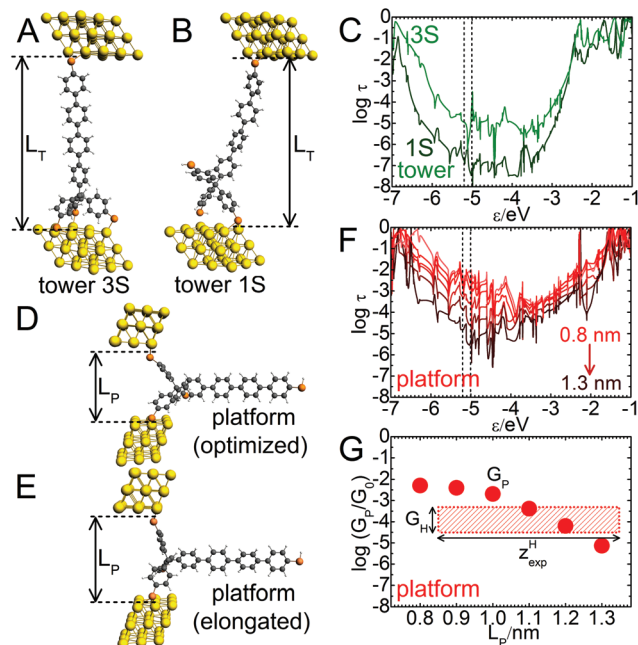 A
B
L_T
L_T
tower 3S
tower 1S
C
log τ
0
-1
-2
-3
-4
-5
-6
-7
-8
3S
1S
tower
-7 -6 -5 -4 -3 -2 -1
ε/eV
D
L_P
platform
(optimized)
E
L_P
platform
(elongated)
F
log τ
0
-1
-2
-3
-4
-5
-6
-7
-8
0.8 nm
1.3 nm
platform
-7 -6 -5 -4 -3 -2 -1
ε/eV
G
log (G_P/G_0)
0
-1
-2
-3
-4
-5
-6
-7
-8
G_P
G_H
z_exp^H
platform
0.8 0.9 1.0 1.1 1.2 1.3
L_P/nm